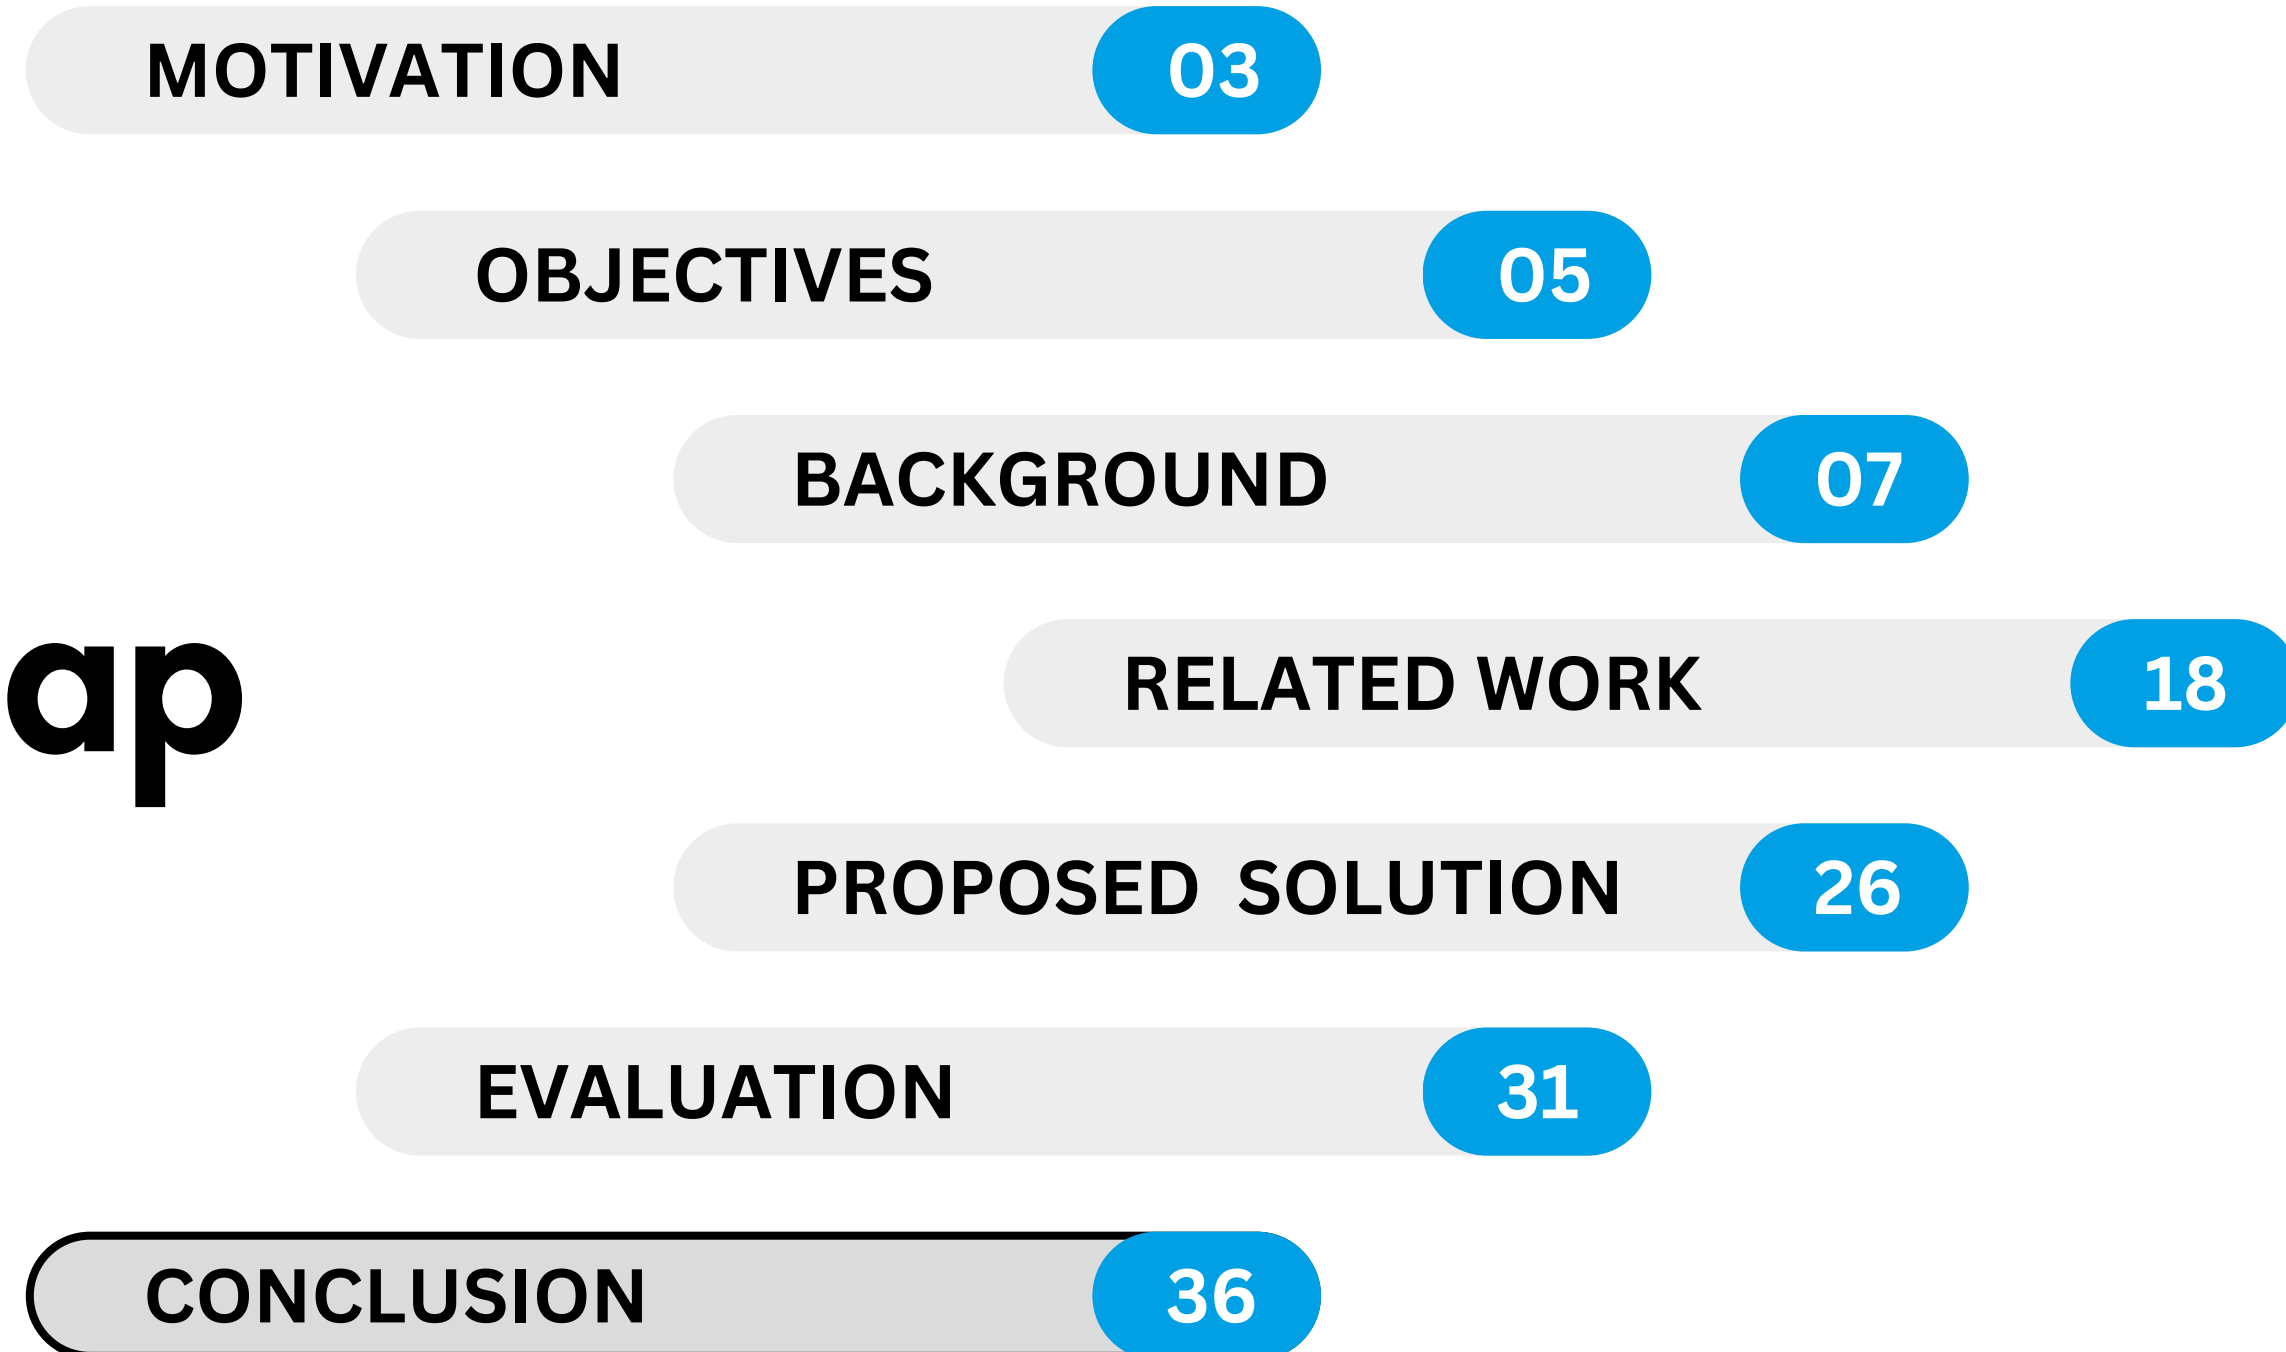 MOTIVATION 03
OBJECTIVES 05
BACKGROUND 07
ap
RELATED WORK 18
PROPOSED SOLUTION 26
EVALUATION 31
CONCLUSION 36